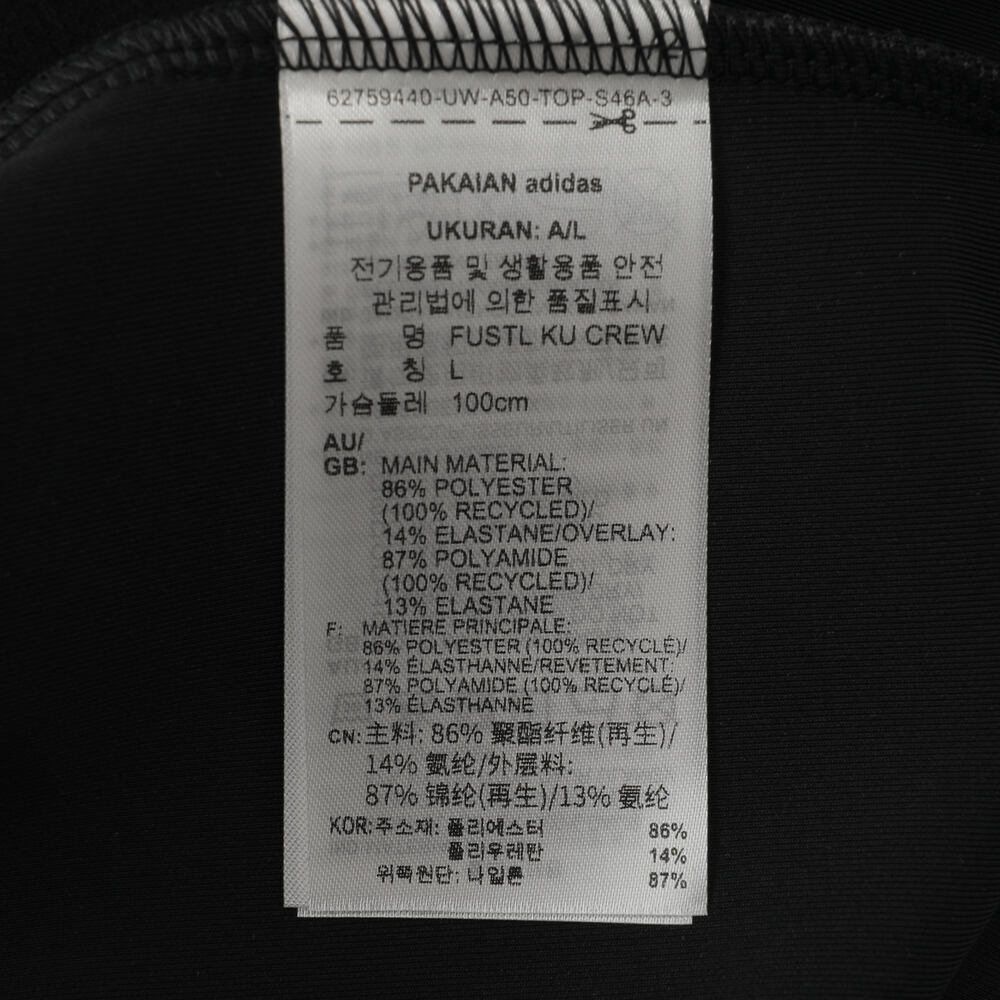 62759440-UW-A50-TOP-S46A-3
PAKAIAN adidas
UKURAN: A/L
전기용품 및 생활용품 안전
관리법에 의한 품질표시
품 명 FUSTL KU CREW
호 칭 L
가슴둘레 100cm
AU/
GB: MAIN MATERIAL:
86% POLYESTER
(100% RECYCLED)/
14% ELASTANE/OVERLAY:
87% POLYAMIDE
(100% RECYCLED)/
13% ELASTANE
F: MATIERE PRINCIPALE:
86% POLYESTER (100% RECYCLÉ)/
14% ÉLASTHANNE/REVETEMENT:
87% POLYAMIDE (100% RECYCLÉ)/
13% ÉLASTHANNE
CN: 主料: 86% 聚酯纤维(再生)/
14% 氨纶/外层料:
87% 锦纶(再生)/13% 氨纶
KOR: 주소재: 폴리에스터 86%
폴리우레탄 14%
위쪽원단: 나일론 87%